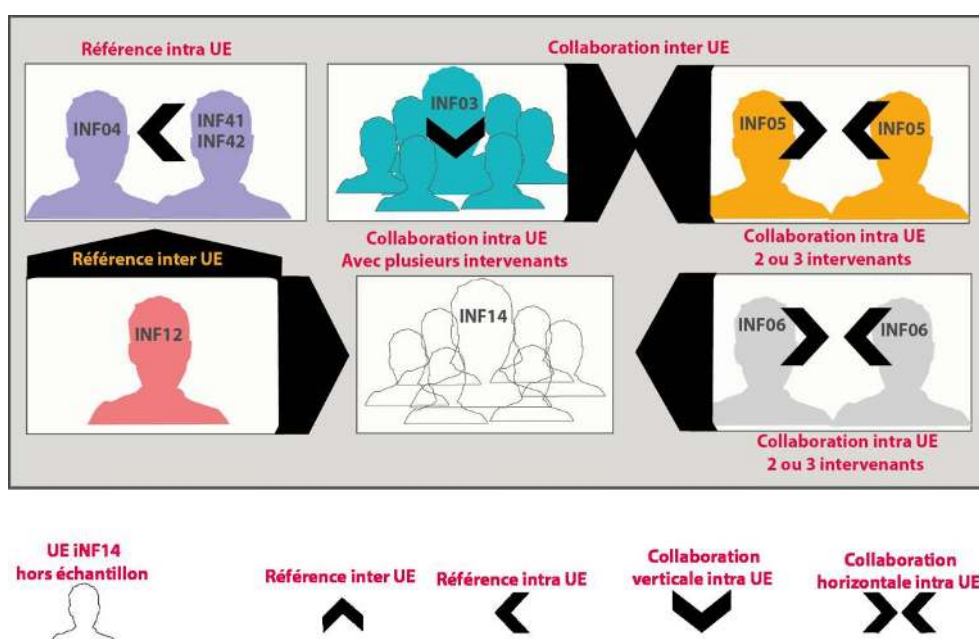 Référence intra UE
Collaboration inter UE
INF04
INF41
INF42
INF03
INF05
INF05
Référence inter UE
Collaboration intra UE
Avec plusieurs intervenants
Collaboration intra UE
2 ou 3 intervenants
INF12
INF14
INF06
INF06
Collaboration intra UE
2 ou 3 intervenants
UE iNF14
hors échantillon
Référence inter UE
Référence intra UE
Collaboration
verticale intra UE
Collaboration
horizontale intra UE